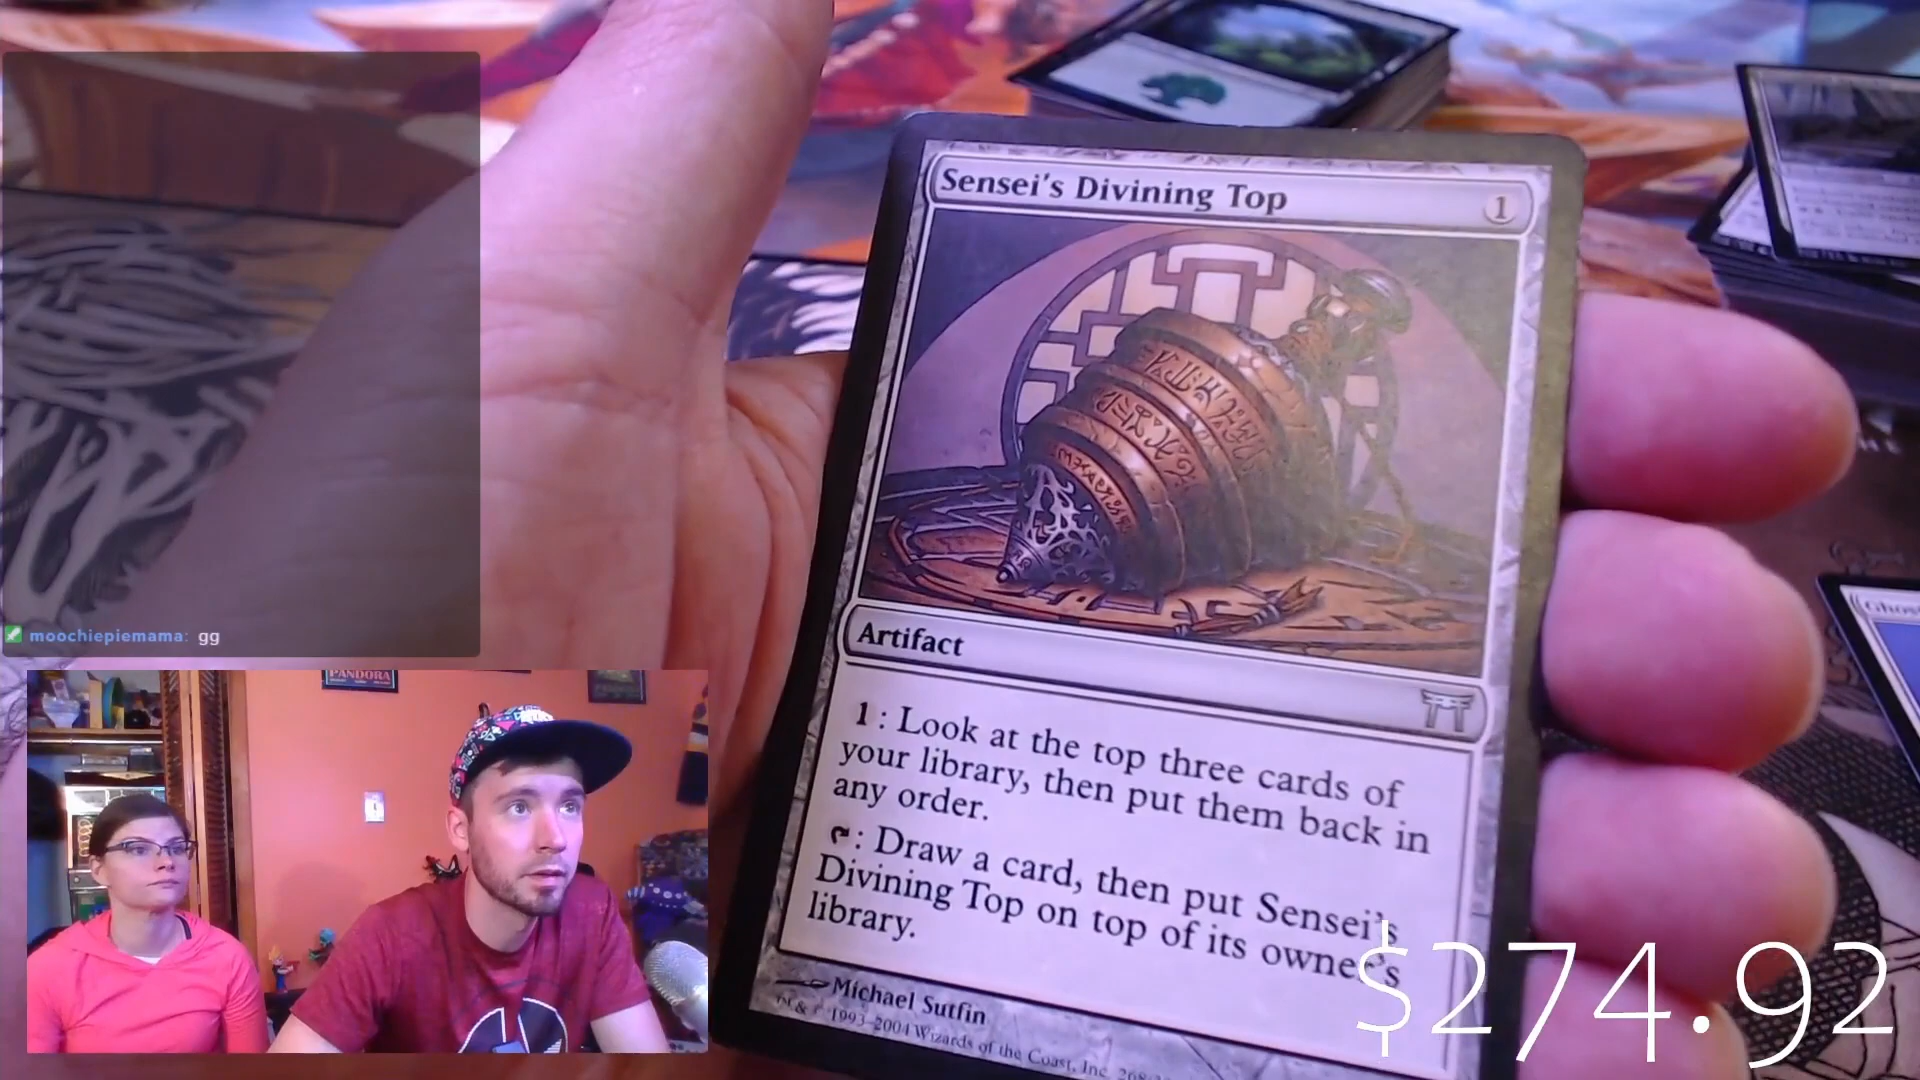 Sensei's Divining Top 1
Artifact
1: Look at the top three cards of
your library, then put them back in
any order.
: Draw a card, then put Sensei's
Divining Top on top of its owner's
library.
Michael Sutfin
™ & © 1993–2004 Wizards of the Coast, Inc.
moochiepiemama: gg
PANDORA
$274.92